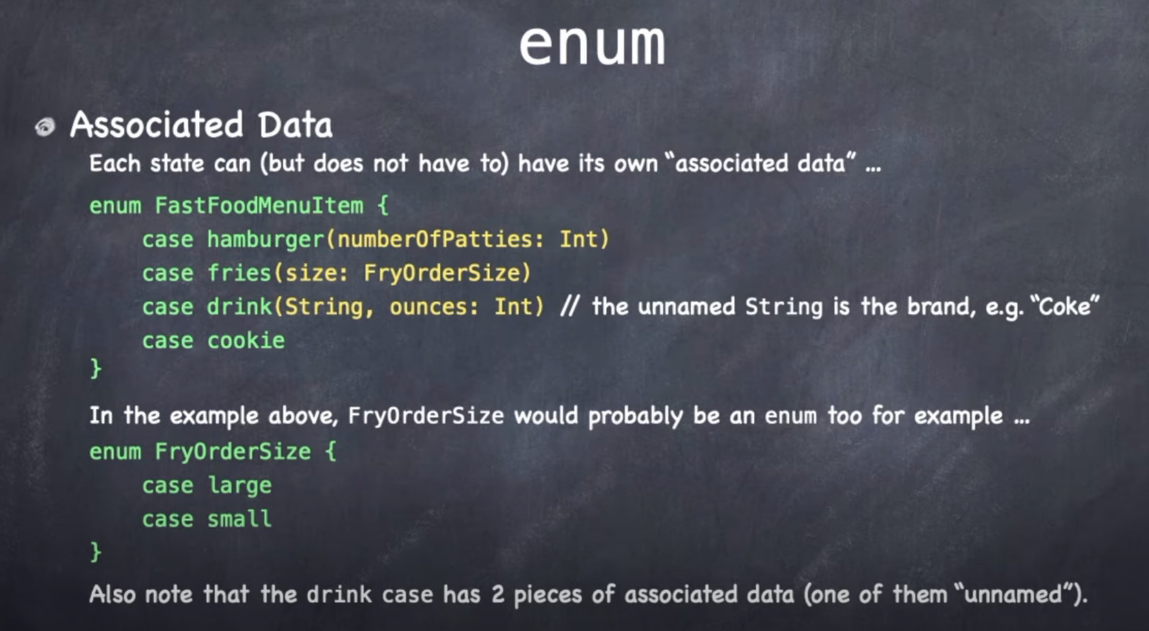 enum
Associated Data
Each state can (but does not have to) have its own “associated data” ...
enum FastFoodMenuItem {
    case hamburger(numberOfPatties: Int)
    case fries(size: FryOrderSize)
    case drink(String, ounces: Int) // the unnamed String is the brand, e.g. “Coke”
    case cookie
}
In the example above, FryOrderSize would probably be an enum too for example ...
enum FryOrderSize {
    case large
    case small
}
Also note that the drink case has 2 pieces of associated data (one of them “unnamed”).